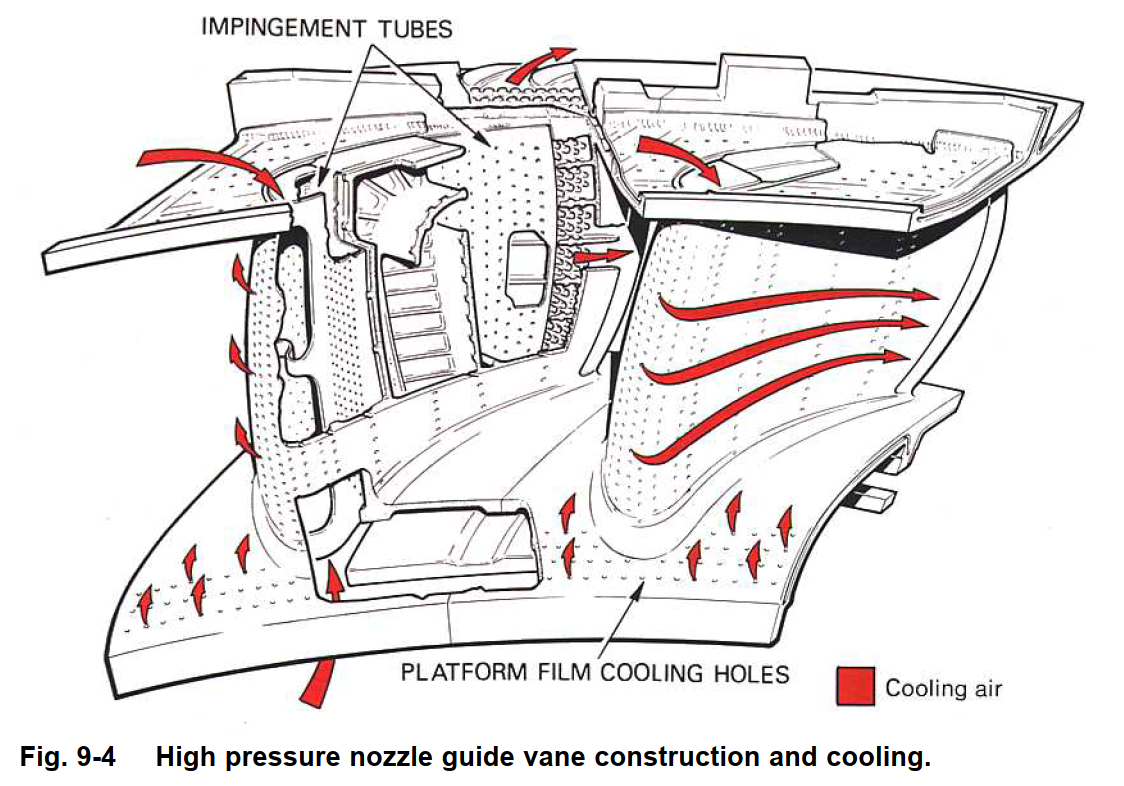 IMPINGEMENT TUBES
PLATFORM FILM COOLING HOLES
Cooling air
Fig. 9-4 High pressure nozzle guide vane construction and cooling.